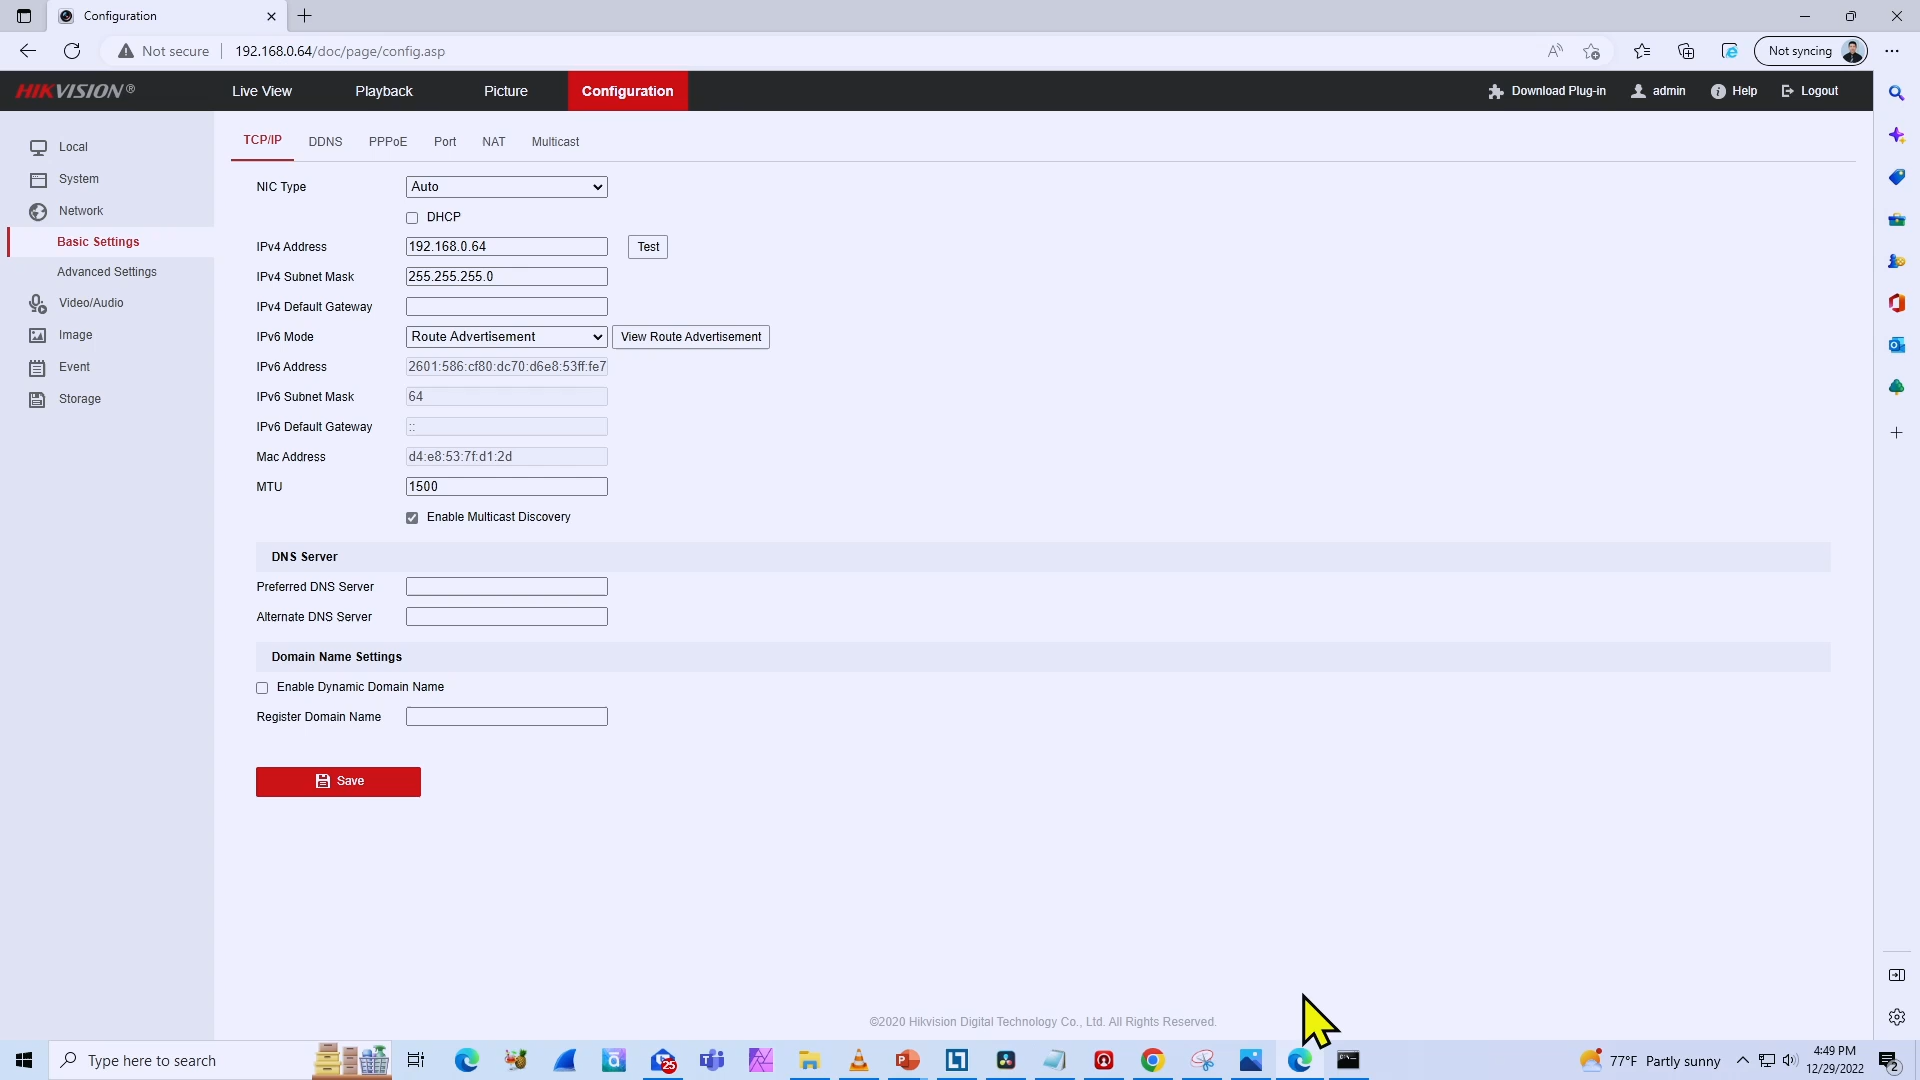 Configuration
Not secure
192.168.0.64/doc/page/config.asp
Not syncing
HIKVISION®
Live View
Playback
Picture
Configuration
Download Plug-in
admin
Help
Logout
Local
System
Network
Basic Settings
Advanced Settings
Video/Audio
Image
Event
Storage
TCP/IP
DDNS
PPPoE
Port
NAT
Multicast
NIC Type
Auto
DHCP
IPv4 Address
192.168.0.64
Test
IPv4 Subnet Mask
255.255.255.0
IPv4 Default Gateway
IPv6 Mode
Route Advertisement
View Route Advertisement
IPv6 Address
2601:586:cf80:dc70:d6e8:53ff:fe7
IPv6 Subnet Mask
64
IPv6 Default Gateway
::
Mac Address
d4:e8:53:7f:d1:2d
MTU
1500
Enable Multicast Discovery
DNS Server
Preferred DNS Server
Alternate DNS Server
Domain Name Settings
Enable Dynamic Domain Name
Register Domain Name
Save
©2020 Hikvision Digital Technology Co., Ltd. All Rights Reserved.
Type here to search
25
77°F Partly sunny
4:49 PM
12/29/2022
2